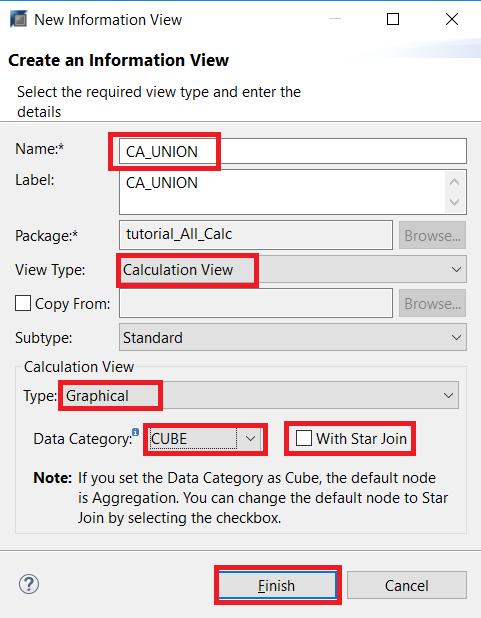 New Information View
Create an Information View
Select the required view type and enter the
details
Name:* CA_UNION
Label: CA_UNION
Package:* tutorial_All_Calc Browse...
View Type: Calculation View
Copy From: Browse...
Subtype: Standard
Calculation View
Type: Graphical
Data Category: CUBE With Star Join
Note: If you set the Data Category as Cube, the default node
is Aggregation. You can change the default node to Star
Join by selecting the checkbox.
? Finish Cancel